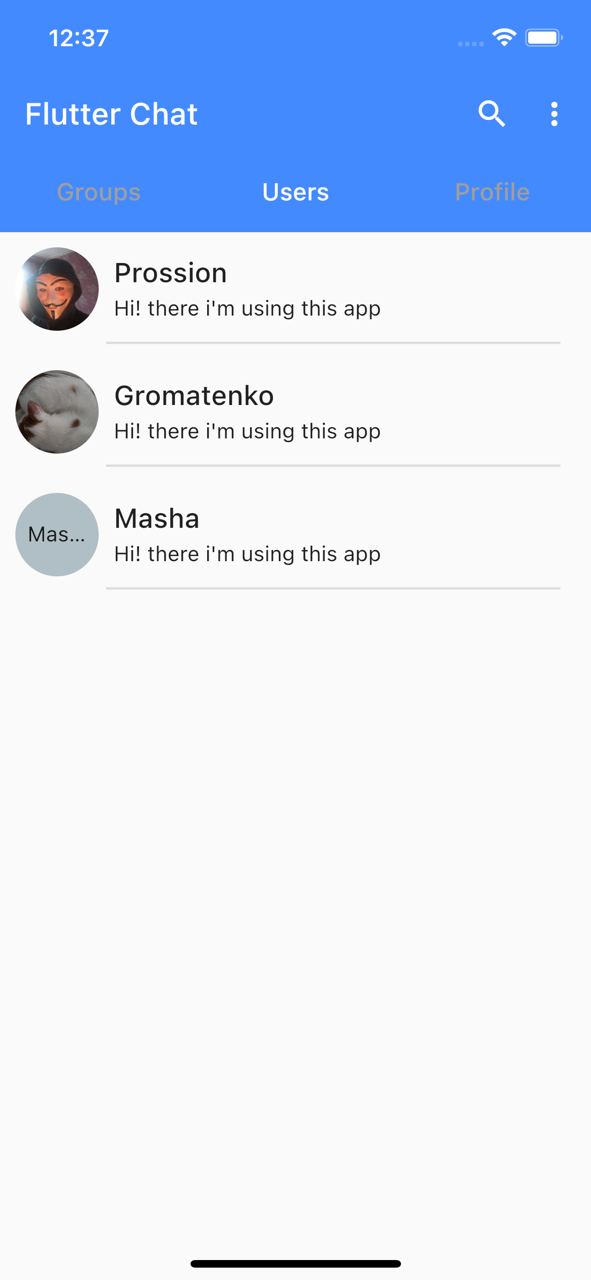 12:37
Flutter Chat
Groups Users Profile
Prossion
Hi! there i'm using this app
Gromatenko
Hi! there i'm using this app
Mas...
Masha
Hi! there i'm using this app